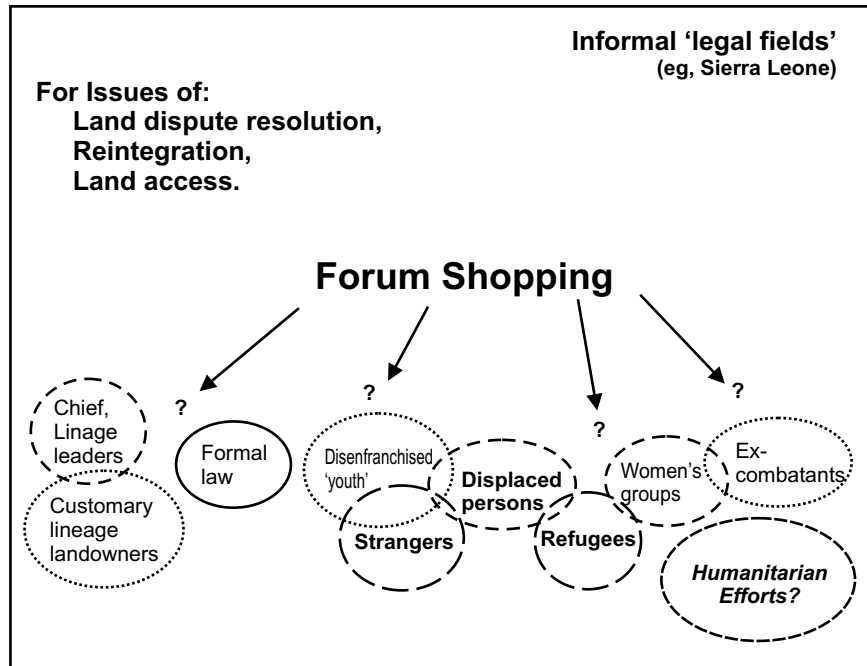 Informal ‘legal fields’
(eg, Sierra Leone)
For Issues of:
Land dispute resolution,
Reintegration,
Land access.
Forum Shopping
?
?
?
?
Chief,
Linage
leaders
Customary
lineage
landowners
Formal
law
Disenfranchised
‘youth’
Strangers
Displaced
persons
Refugees
Women’s
groups
Ex-
combatants
Humanitarian
Efforts?